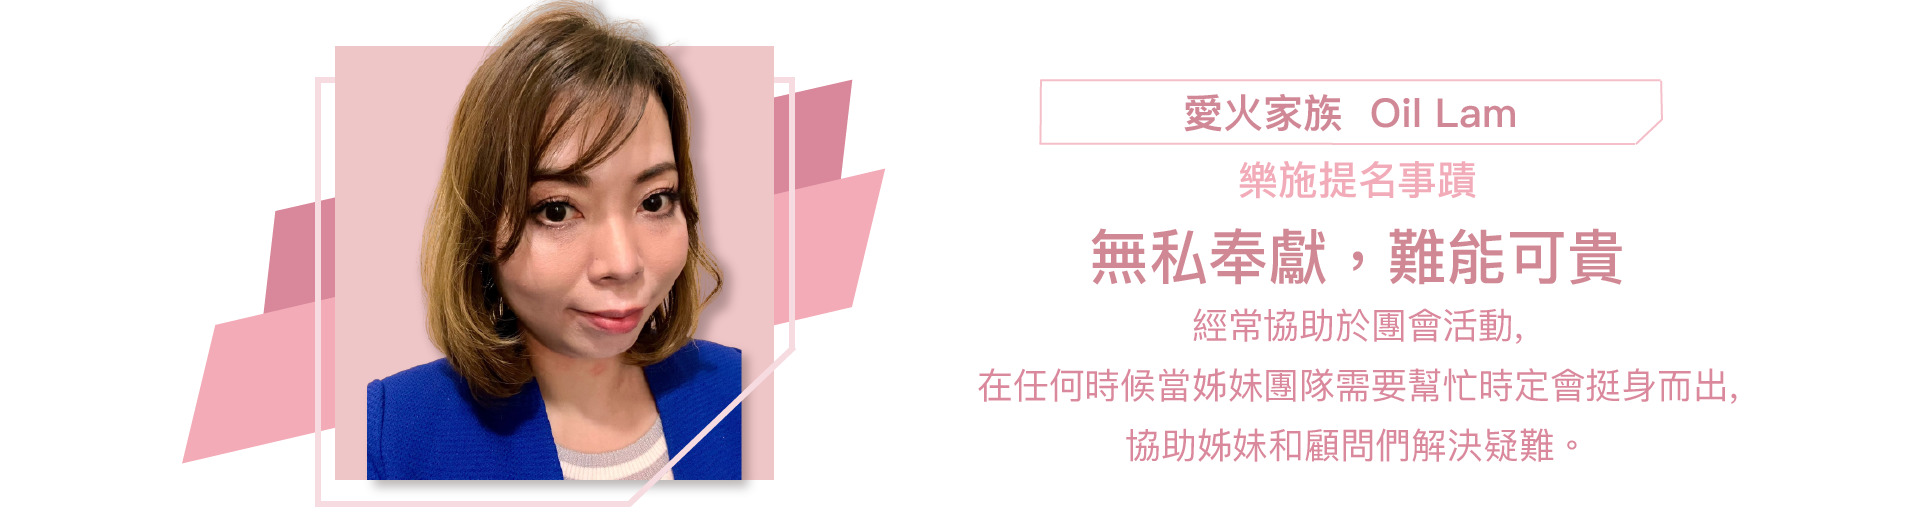 愛火家族 Oil Lam
樂施提名事蹟
無私奉獻，難能可貴
經常協助於團會活動,
在任何時候當姊妹團隊需要幫忙時定會挺身而出,
協助姊妹和顧問們解決疑難。